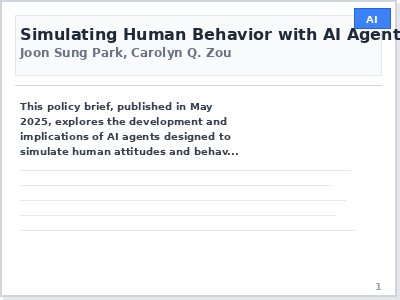 AI
Simulating Human Behavior with AI Agent
Joon Sung Park, Carolyn Q. Zou
This policy brief, published in May
2025, explores the development and
implications of AI agents designed to
simulate human attitudes and behav...
1